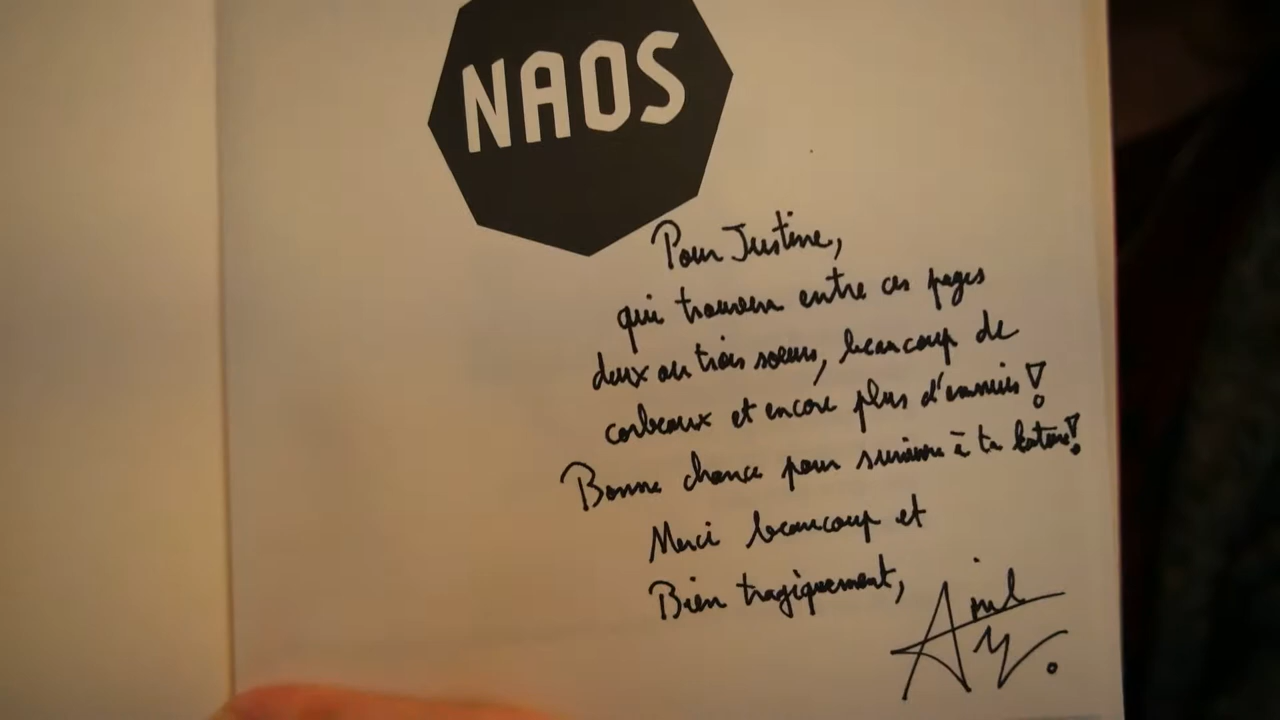 NAOS
Pour Justine,
qui trouvera entre ces pages
deux ou trois sœurs, beaucoup de
corbeaux et encore plus d'ennuis !
Bonne chance pour survivre à ta lecture!
Merci beaucoup et
Bien tragiquement,